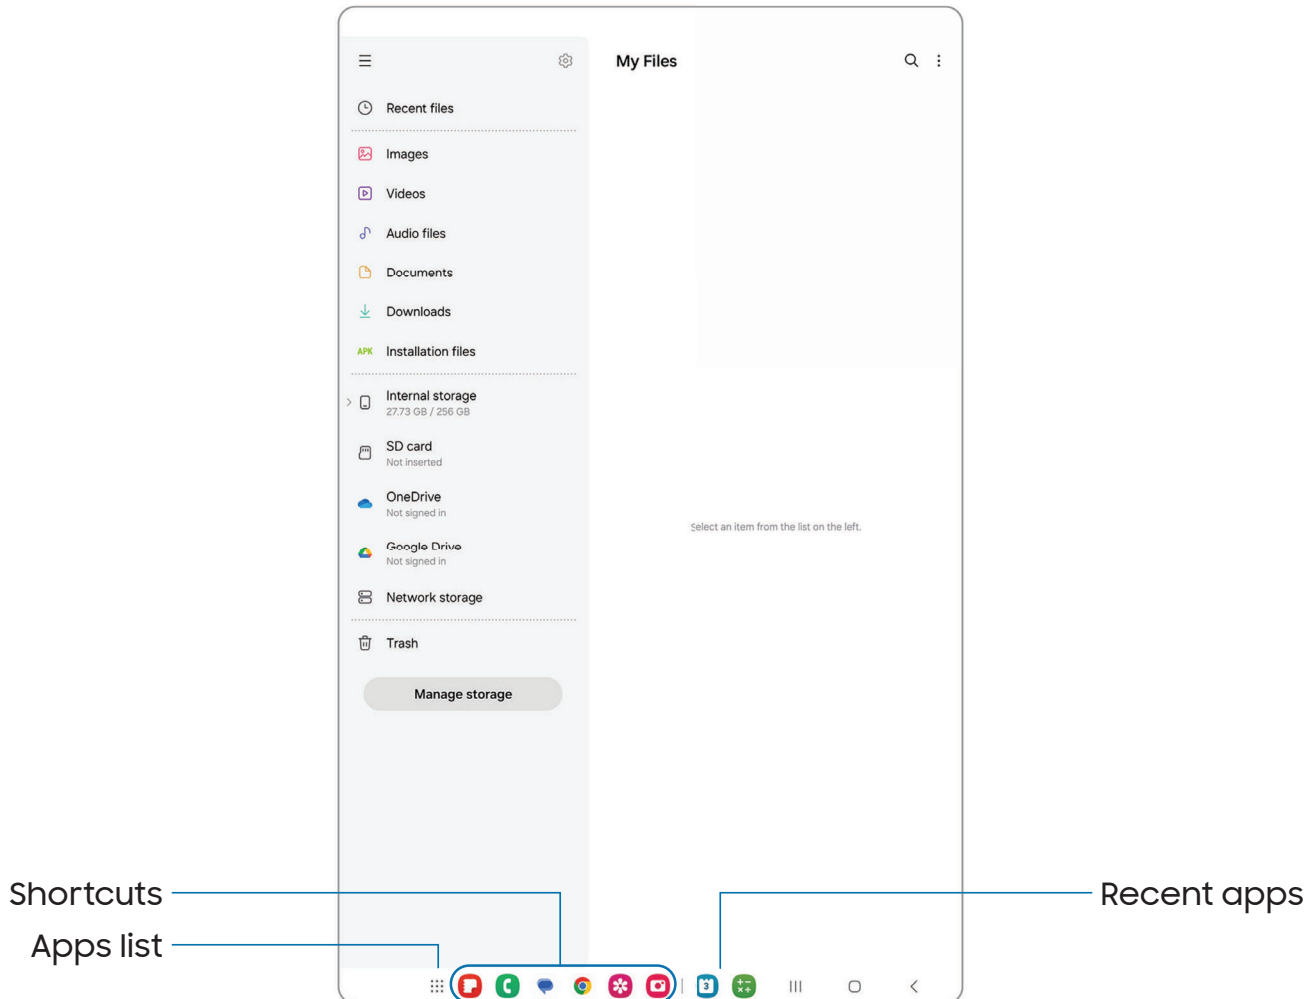 My Files
Recent files
Images
Videos
Audio files
Documents
Downloads
APK Installation files
Internal storage
27.73 GB / 256 GB
SD card
Not inserted
OneDrive
Not signed in
Google Drive
Not signed in
Network storage
Trash
Manage storage
Select an item from the list on the left.
Shortcuts
Recent apps
Apps list
3